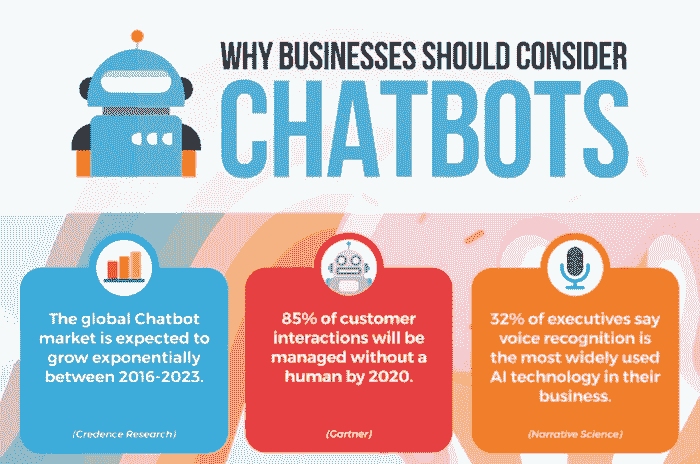 WHY BUSINESSES SHOULD CONSIDER
CHATBOTS
The global Chatbot
market is expected to
grow exponentially
between 2016-2023.
(Credence Research)
85% of customer
interactions will be
managed without a
human by 2020.
(Gartner)
32% of executives say
voice recognition is
the most widely used
AI technology in their
business.
(Narrative Science)